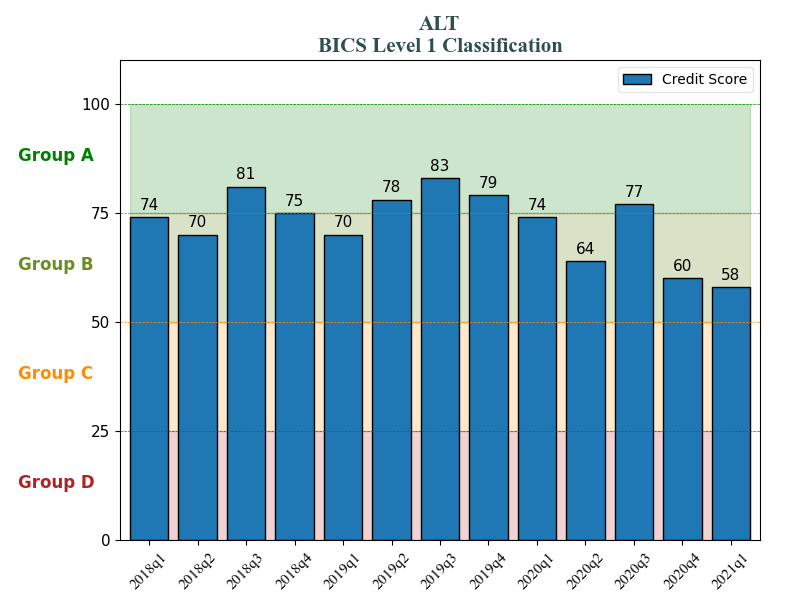 ALT
BICS Level 1 Classification
Credit Score
100
75
50
25
0
Group A
Group B
Group C
Group D
74
70
81
75
70
78
83
79
74
64
77
60
58
2018q1
2018q2
2018q3
2018q4
2019q1
2019q2
2019q3
2019q4
2020q1
2020q2
2020q3
2020q4
2021q1